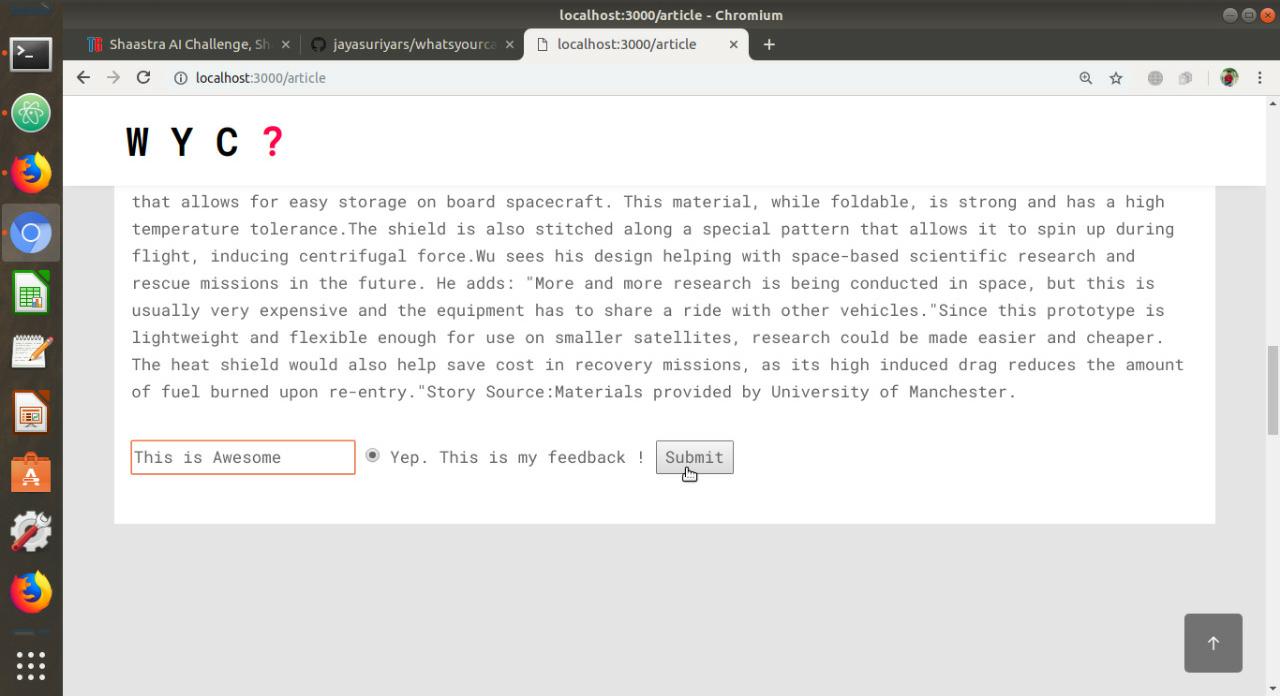 localhost:3000/article - Chromium
Shaastra AI Challenge, Sh
jayasuriyars/whatsyourca
localhost:3000/article
localhost:3000/article
W Y C ?
that allows for easy storage on board spacecraft. This material, while foldable, is strong and has a high
temperature tolerance.The shield is also stitched along a special pattern that allows it to spin up during
flight, inducing centrifugal force.Wu sees his design helping with space-based scientific research and
rescue missions in the future. He adds: "More and more research is being conducted in space, but this is
usually very expensive and the equipment has to share a ride with other vehicles."Since this prototype is
lightweight and flexible enough for use on smaller satellites, research could be made easier and cheaper.
The heat shield would also help save cost in recovery missions, as its high induced drag reduces the amount
of fuel burned upon re-entry."Story Source:Materials provided by University of Manchester.
This is Awesome Yep. This is my feedback ! Submit